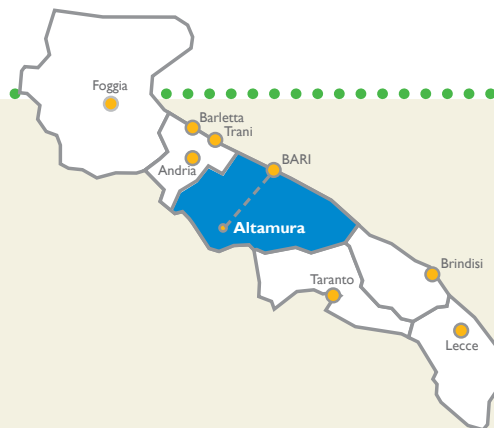 Foggia
Barletta
Trani
BARI
Andria
Altamura
Brindisi
Taranto
Lecce